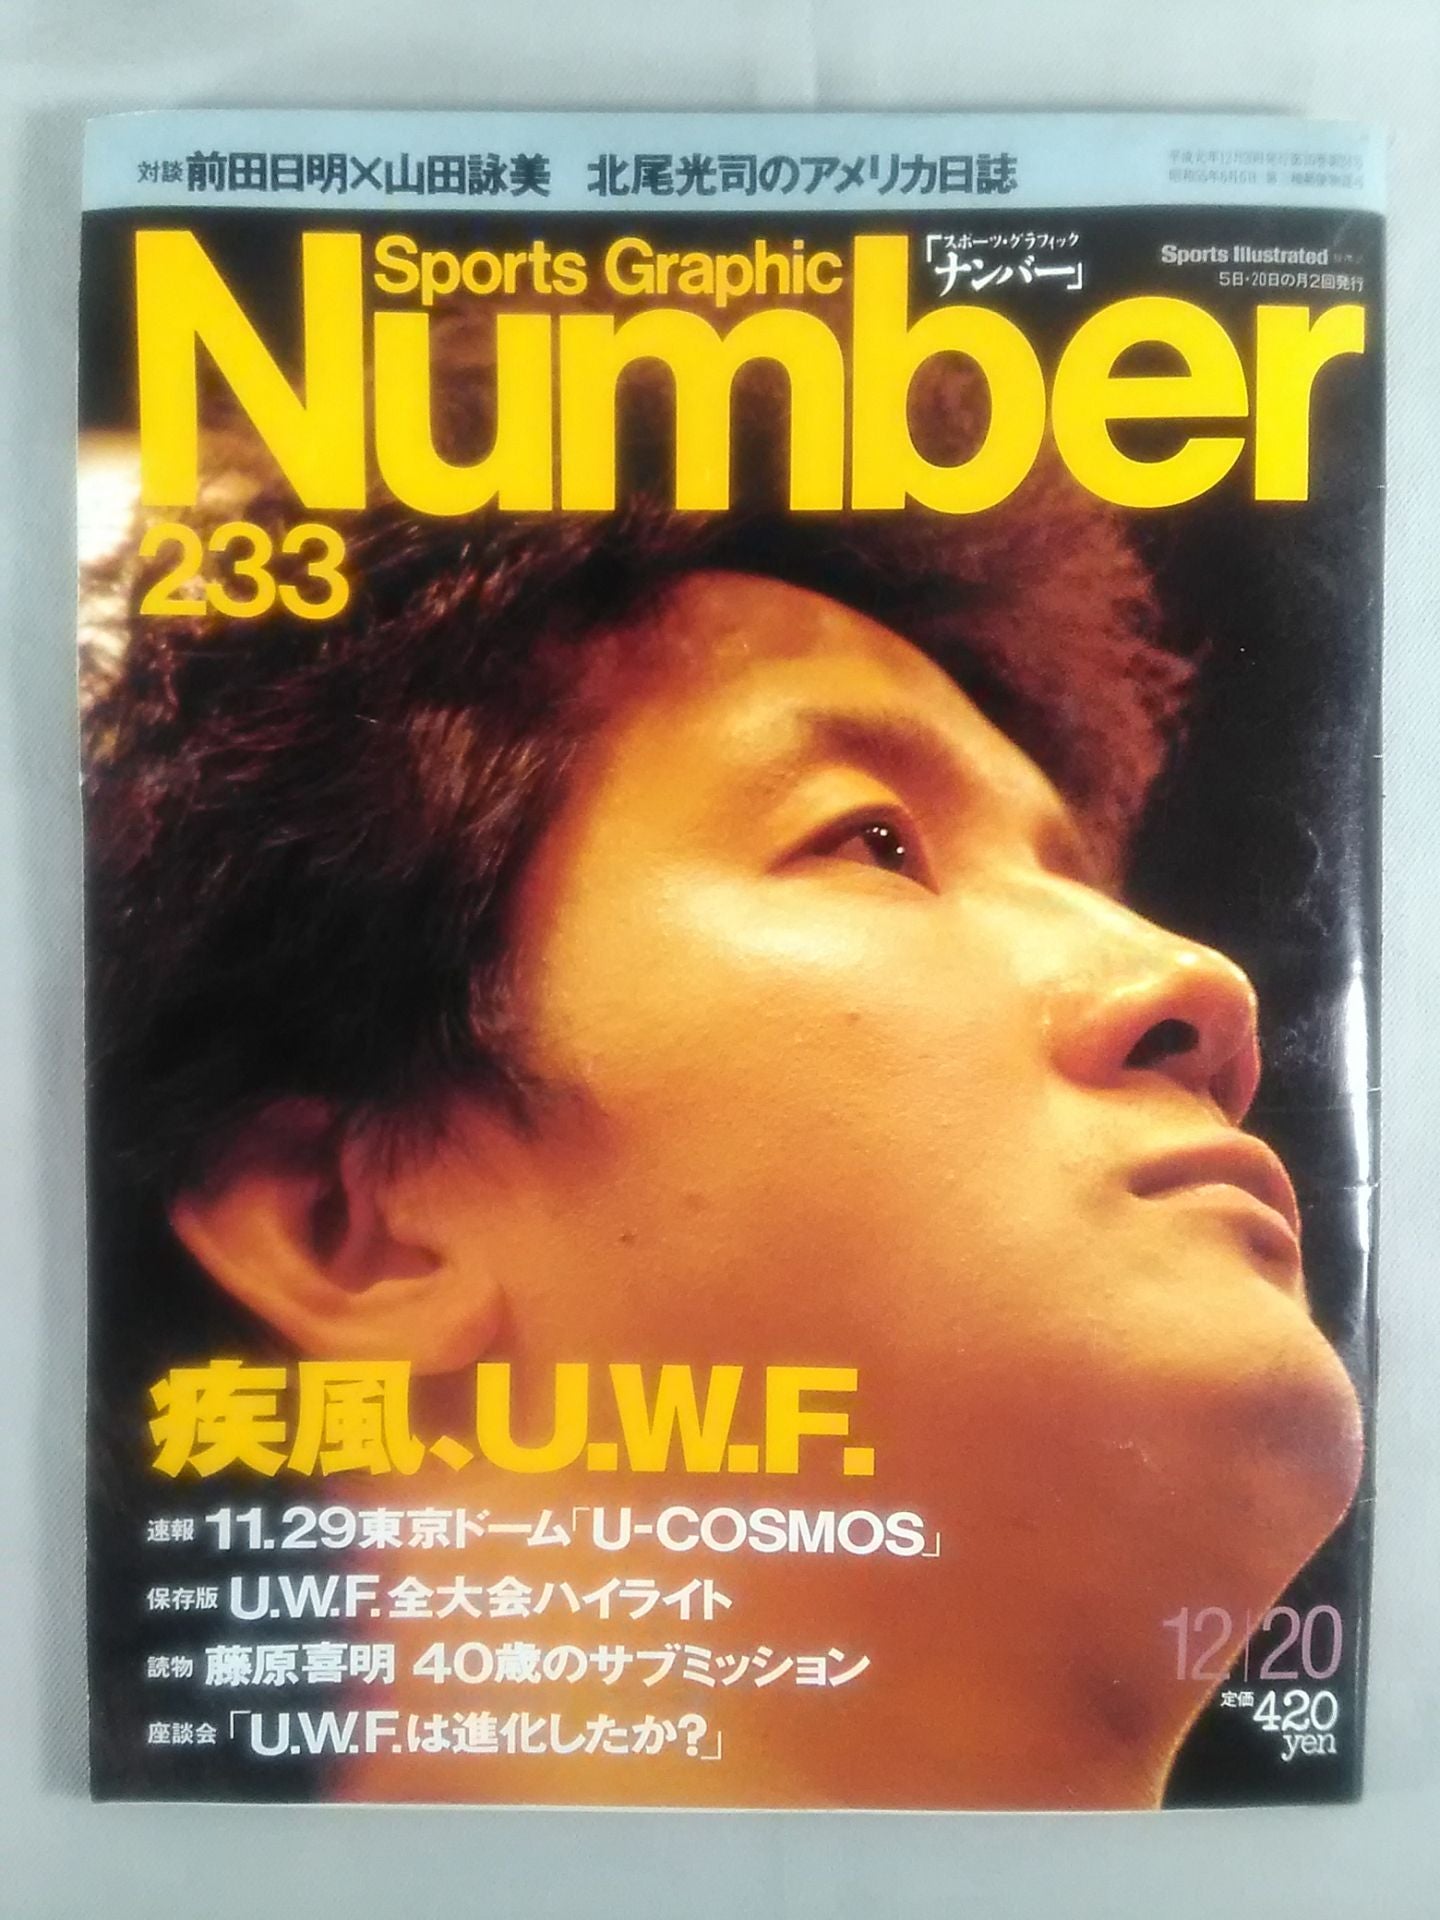 対談 前田日明×山田詠美 北尾光司のアメリカ日誌
Sports Graphic
Number
「スポーツ・グラフィック
ナンバー」
Sports Illustrated
5日・20日の月2回発行
233
疾風、U.W.F.
速報 11.29東京ドーム「U-COSMOS」
保存版 U.W.F.全大会ハイライト
読物 藤原喜明 40歳のサブミッション
座談会「U.W.F.は進化したか?」
12|20
定価420
yen